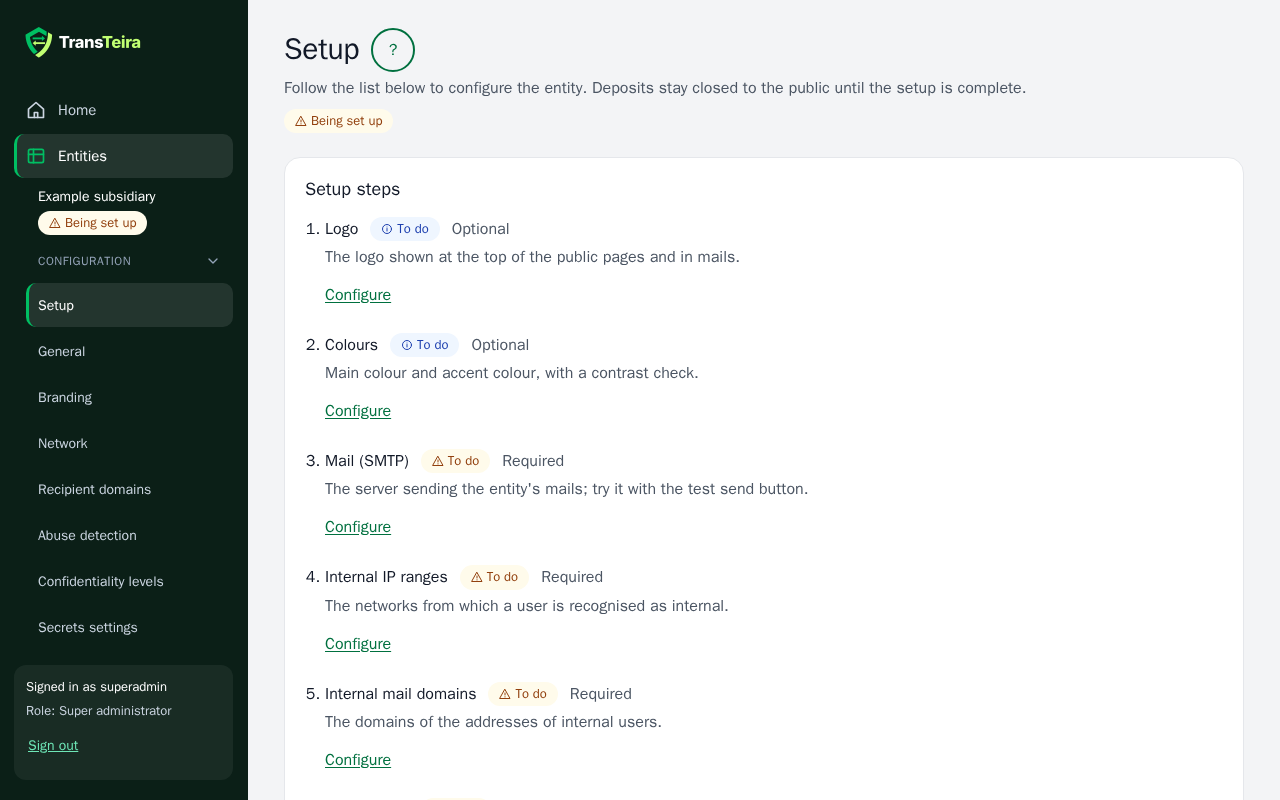 TransTeira
Home
Entities
Example subsidiary
Being set up
CONFIGURATION
Setup
General
Branding
Network
Recipient domains
Abuse detection
Confidentiality levels
Secrets settings
Signed in as superadmin
Role: Super administrator
Sign out
Setup ?
Follow the list below to configure the entity. Deposits stay closed to the public until the setup is complete.
Being set up
Setup steps
1. Logo To do Optional
The logo shown at the top of the public pages and in mails.
Configure
2. Colours To do Optional
Main colour and accent colour, with a contrast check.
Configure
3. Mail (SMTP) To do Required
The server sending the entity's mails; try it with the test send button.
Configure
4. Internal IP ranges To do Required
The networks from which a user is recognised as internal.
Configure
5. Internal mail domains To do Required
The domains of the addresses of internal users.
Configure